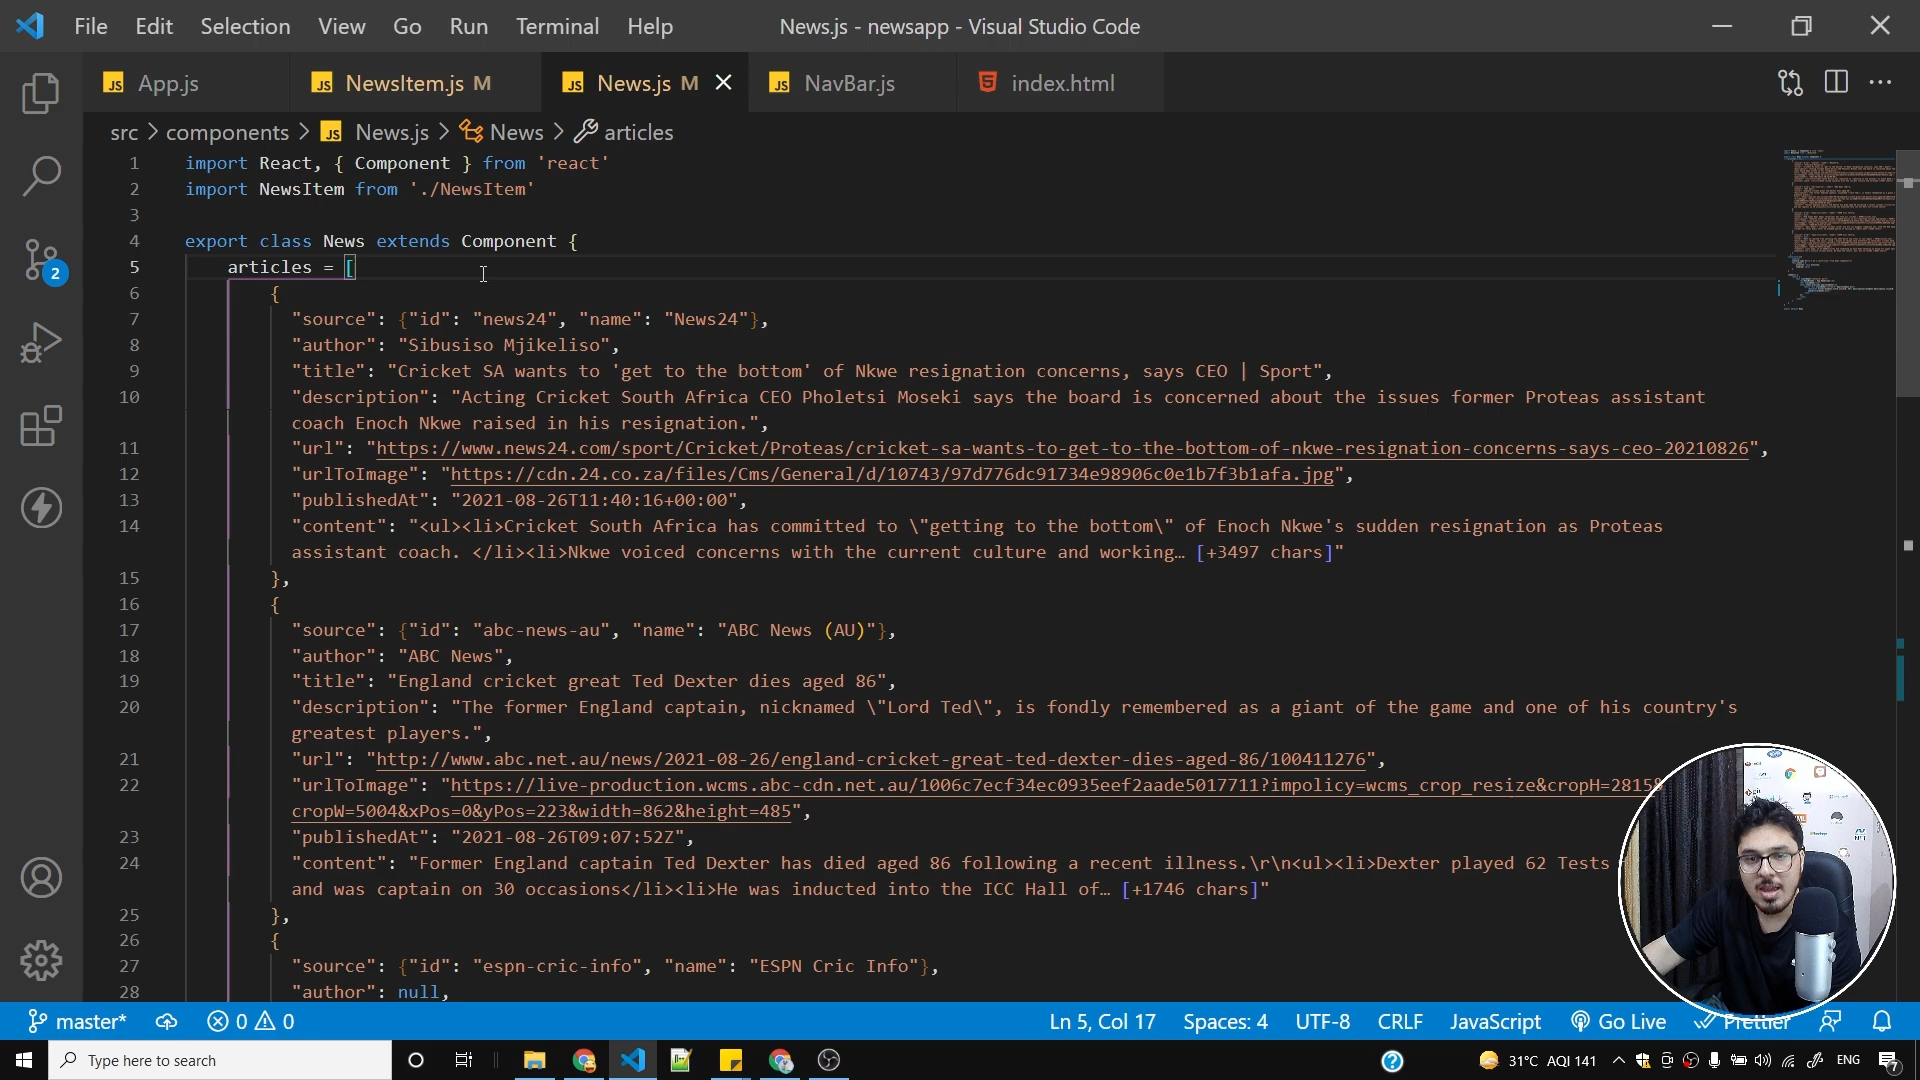 File Edit Selection View Go Run Terminal Help News.js - newsapp - Visual Studio Code
JS App.js JS NewsItem.js M JS News.js M JS NavBar.js index.html
src > components > JS News.js > News > articles
1 import React, { Component } from 'react'
2 import NewsItem from './NewsItem'
3
4 export class News extends Component {
5 articles = [
6 {
7 "source": {"id": "news24", "name": "News24"},
8 "author": "Sibusiso Mjikeliso",
9 "title": "Cricket SA wants to 'get to the bottom' of Nkwe resignation concerns, says CEO | Sport",
10 "description": "Acting Cricket South Africa CEO Pholetsi Moseki says the board is concerned about the issues former Proteas assistant
coach Enoch Nkwe raised in his resignation.",
11 "url": "https://www.news24.com/sport/Cricket/Proteas/cricket-sa-wants-to-get-to-the-bottom-of-nkwe-resignation-concerns-says-ceo-20210826",
12 "urlToImage": "https://cdn.24.co.za/files/Cms/General/d/10743/97d776dc91734e98906c0e1b7f3b1afa.jpg",
13 "publishedAt": "2021-08-26T11:40:16+00:00",
14 "content": "<ul><li>Cricket South Africa has committed to \"getting to the bottom\" of Enoch Nkwe's sudden resignation as Proteas
assistant coach. </li><li>Nkwe voiced concerns with the current culture and working… [+3497 chars]"
15 },
16 {
17 "source": {"id": "abc-news-au", "name": "ABC News (AU)"},
18 "author": "ABC News",
19 "title": "England cricket great Ted Dexter dies aged 86",
20 "description": "The former England captain, nicknamed \"Lord Ted\", is fondly remembered as a giant of the game and one of his country's
greatest players.",
21 "url": "http://www.abc.net.au/news/2021-08-26/england-cricket-great-ted-dexter-dies-aged-86/100411276",
22 "urlToImage": "https://live-production.wcms.abc-cdn.net.au/1006c7ecf34ec0935eef2aade5017711?impolicy=wcms_crop_resize&cropH=2815&
cropW=5004&xPos=0&yPos=223&width=862&height=485",
23 "publishedAt": "2021-08-26T09:07:52Z",
24 "content": "Former England captain Ted Dexter has died aged 86 following a recent illness.\r\n<ul><li>Dexter played 62 Tests
and was captain on 30 occasions</li><li>He was inducted into the ICC Hall of… [+1746 chars]"
25 },
26 {
27 "source": {"id": "espn-cric-info", "name": "ESPN Cric Info"},
28 "author": null,
2
master* 0 0 Ln 5, Col 17 Spaces: 4 UTF-8 CRLF JavaScript Go Live Prettier
Type here to search 31°C AQI 141 ENG 7